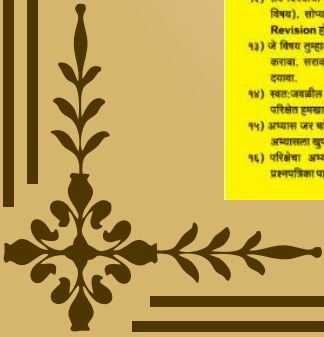 विषय). सोप्य
Revision ह
१३) जे विषय तुम्हा
करावा. सराव
दयावा.
१४) स्वतःजवळील
परिक्षेत हमखा
१५) अभ्यास जर च
अभ्यासला खु
१६) परिक्षेचा अभ्य
प्रश्नपत्रिका पा